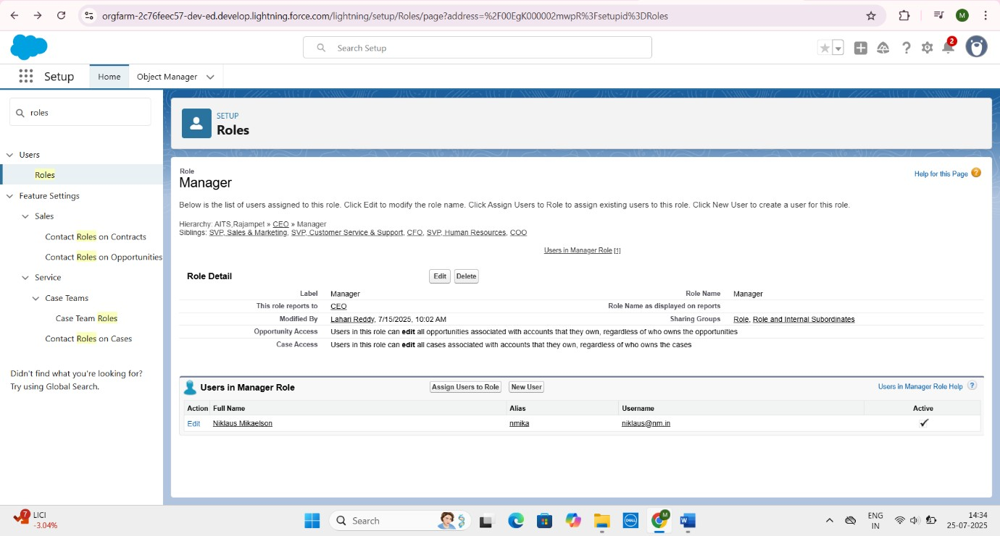 orgfarm-2c76feec57-dev-ed.develop.lightning.force.com/lightning/setup/Roles/page?address=%2F00EgK000002mwpR%3Fsetupid%3DRoles
M
Search Setup
2
Setup
Home
Object Manager
roles
Users
Roles
Feature Settings
Sales
Contact Roles on Contracts
Contact Roles on Opportunities
Service
Case Teams
Case Team Roles
Contact Roles on Cases
Didn't find what you're looking for?
Try using Global Search.
SETUP
Roles
Role
Manager
Help for this Page ?
Below is the list of users assigned to this role. Click Edit to modify the role name. Click Assign Users to Role to assign existing users to this role. Click New User to create a user for this role.
Hierarchy: AITS,Rajampet » CEO » Manager
Siblings: SVP, Sales & Marketing, SVP, Customer Service & Support, CFO, SVP, Human Resources, COO
Users in Manager Role [1]
Role Detail Edit Delete
Label Manager Role Name Manager
This role reports to CEO Role Name as displayed on reports
Modified By Lahari Reddy, 7/15/2025, 10:02 AM Sharing Groups Role, Role and Internal Subordinates
Opportunity Access Users in this role can edit all opportunities associated with accounts that they own, regardless of who owns the opportunities
Case Access Users in this role can edit all cases associated with accounts that they own, regardless of who owns the cases
Users in Manager Role Assign Users to Role New User Users in Manager Role Help ?
Action Full Name Alias Username Active
Edit Niklaus Mikaelson nmika niklaus@nm.in
7 LICI
-3.04%
Search
DELL
M
W
ENG
IN
14:34
25-07-2025